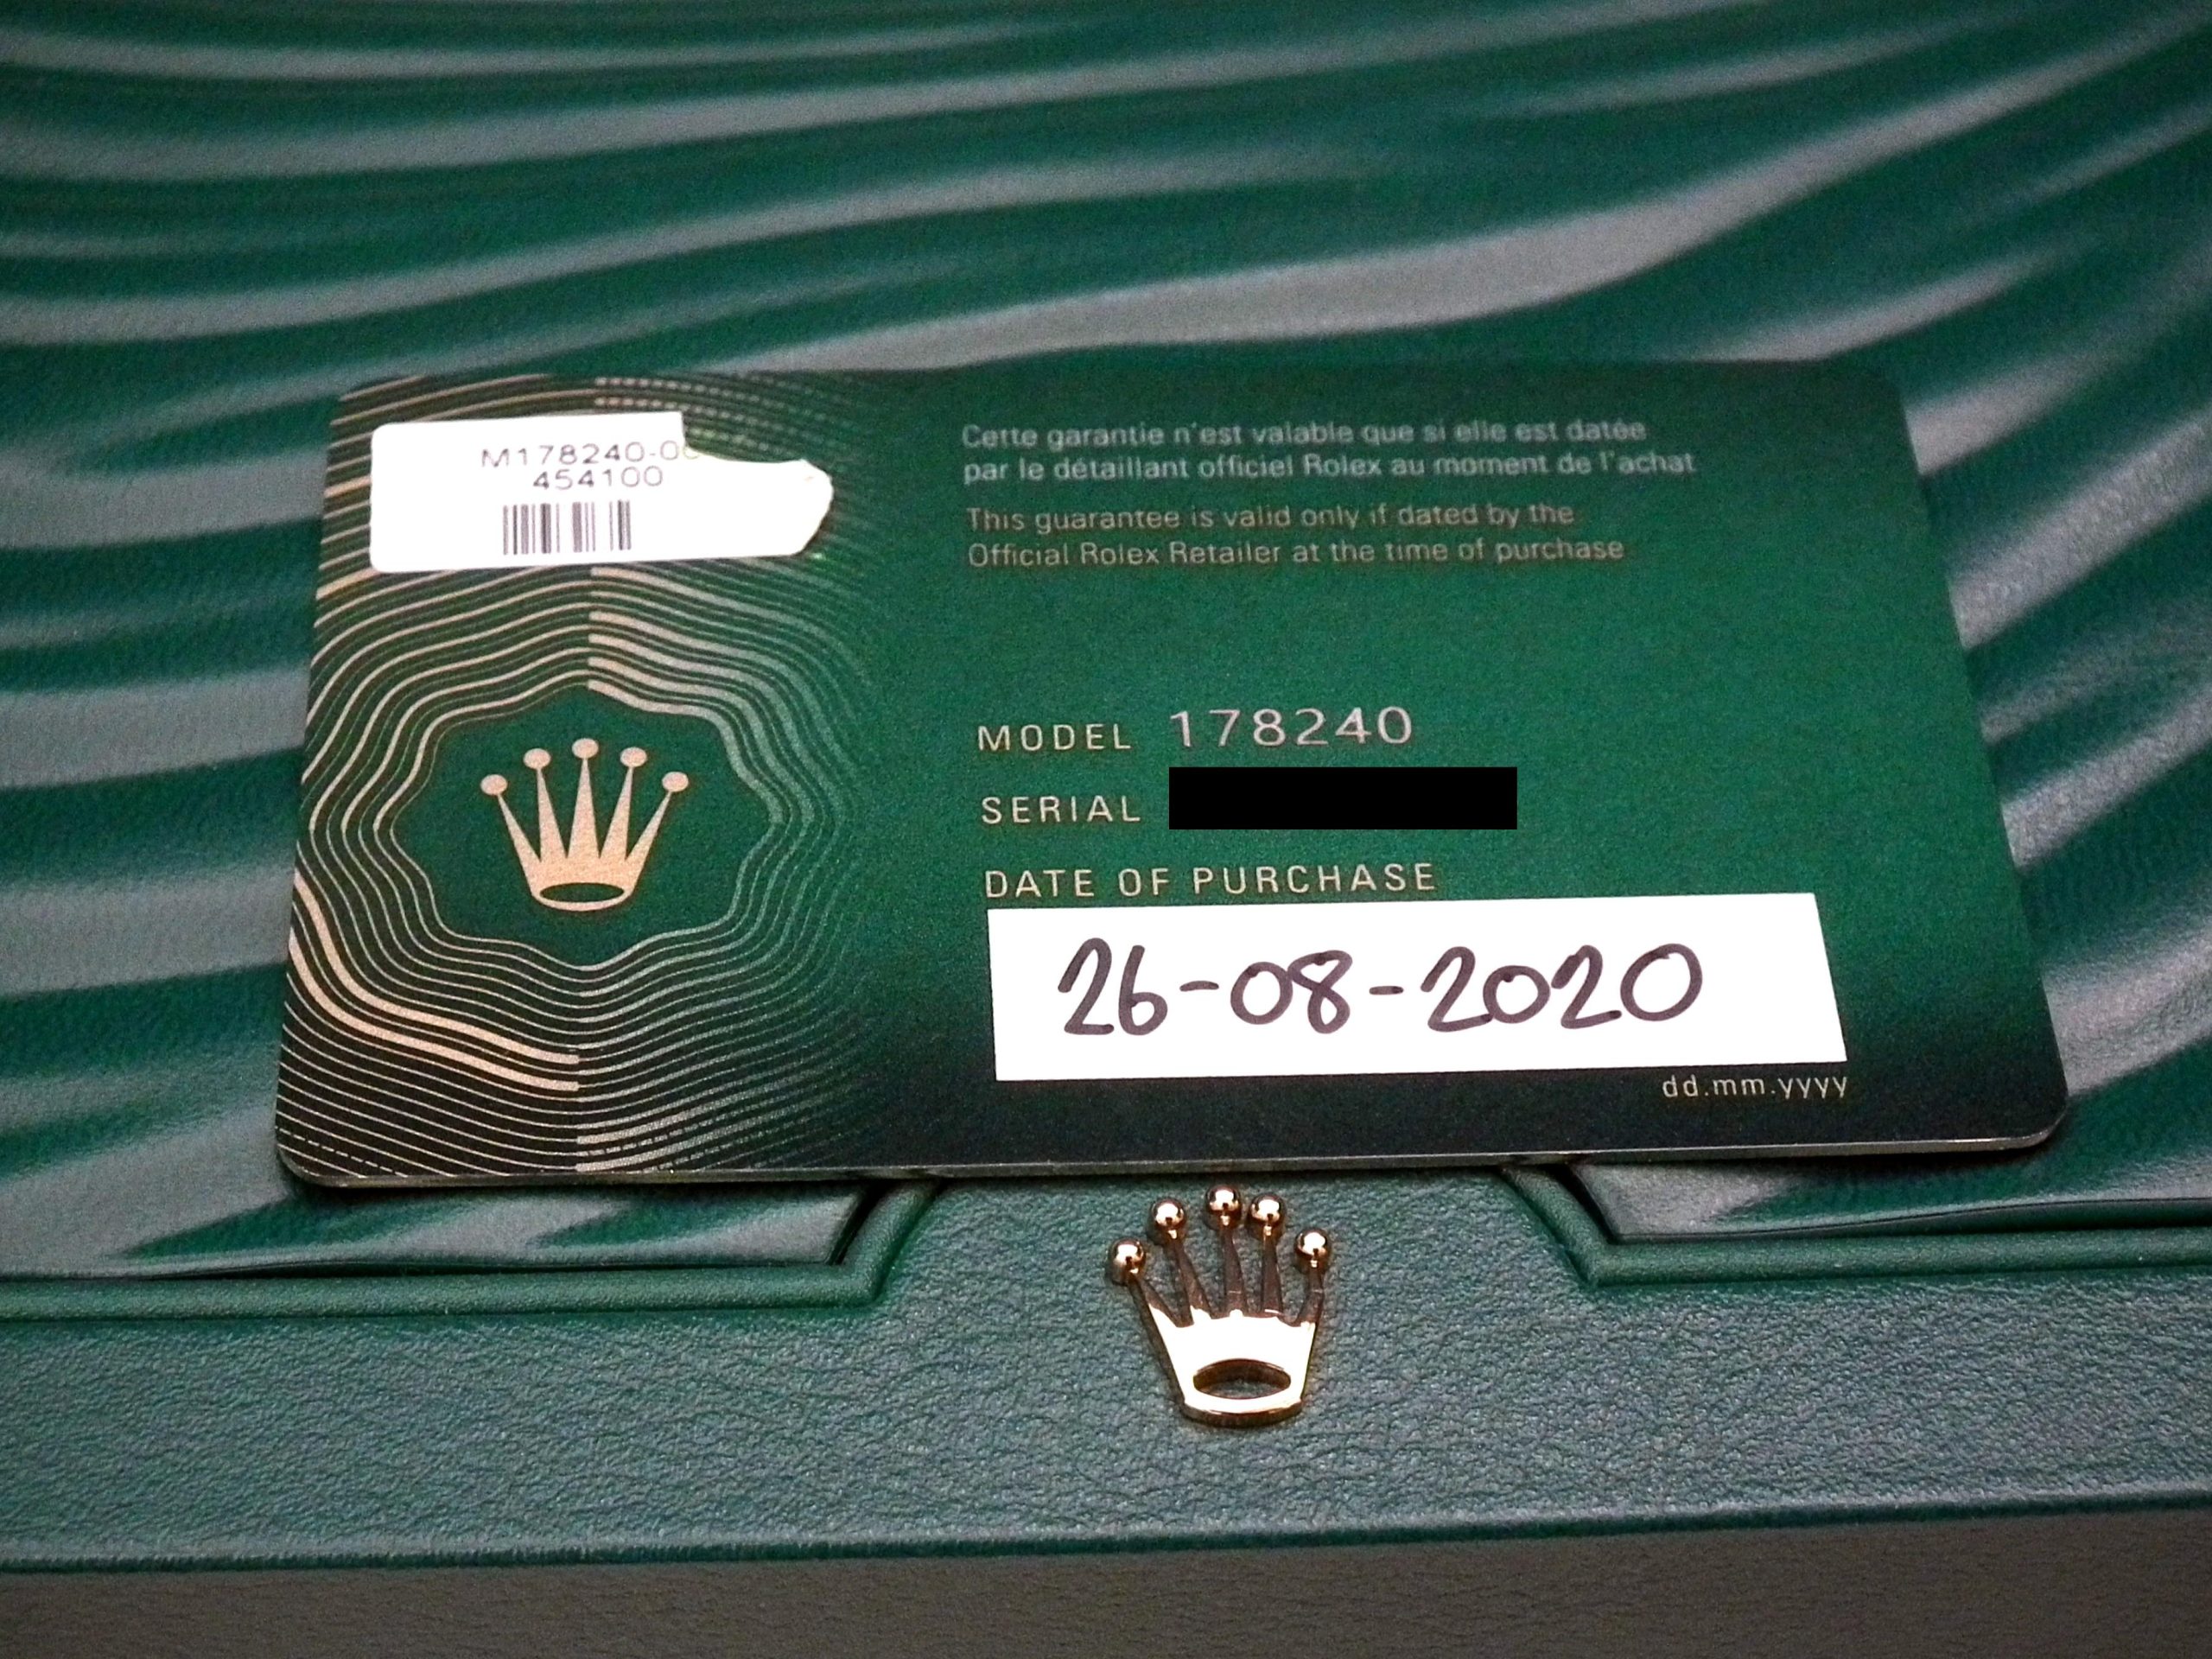 M178240-0
454100
Cette garantie n'est valable que si elle est datée
par le détaillant officiel Rolex au moment de l'achat
This guarantee is valid only if dated by the
Official Rolex Retailer at the time of purchase
MODEL 178240
SERIAL
DATE OF PURCHASE
26-08-2020
dd.mm.yyyy